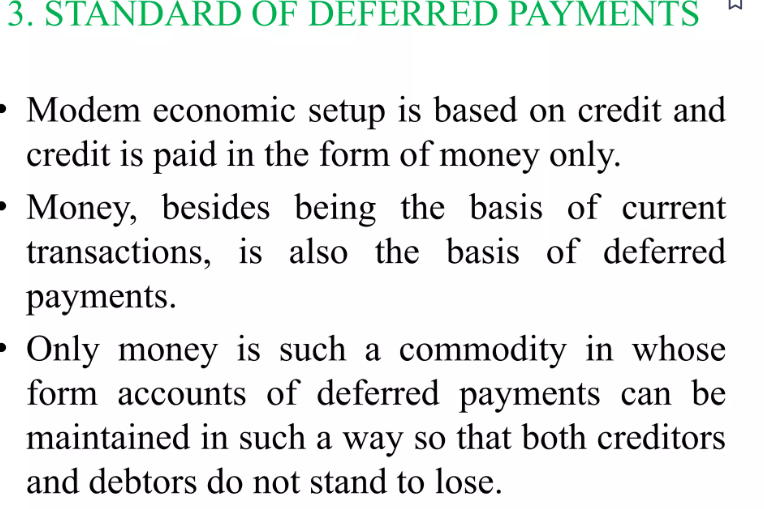 3. STANDARD OF DEFERRED PAYMENTS
• Modem economic setup is based on credit and
credit is paid in the form of money only.
• Money, besides being the basis of current
transactions, is also the basis of deferred
payments.
• Only money is such a commodity in whose
form accounts of deferred payments can be
maintained in such a way so that both creditors
and debtors do not stand to lose.